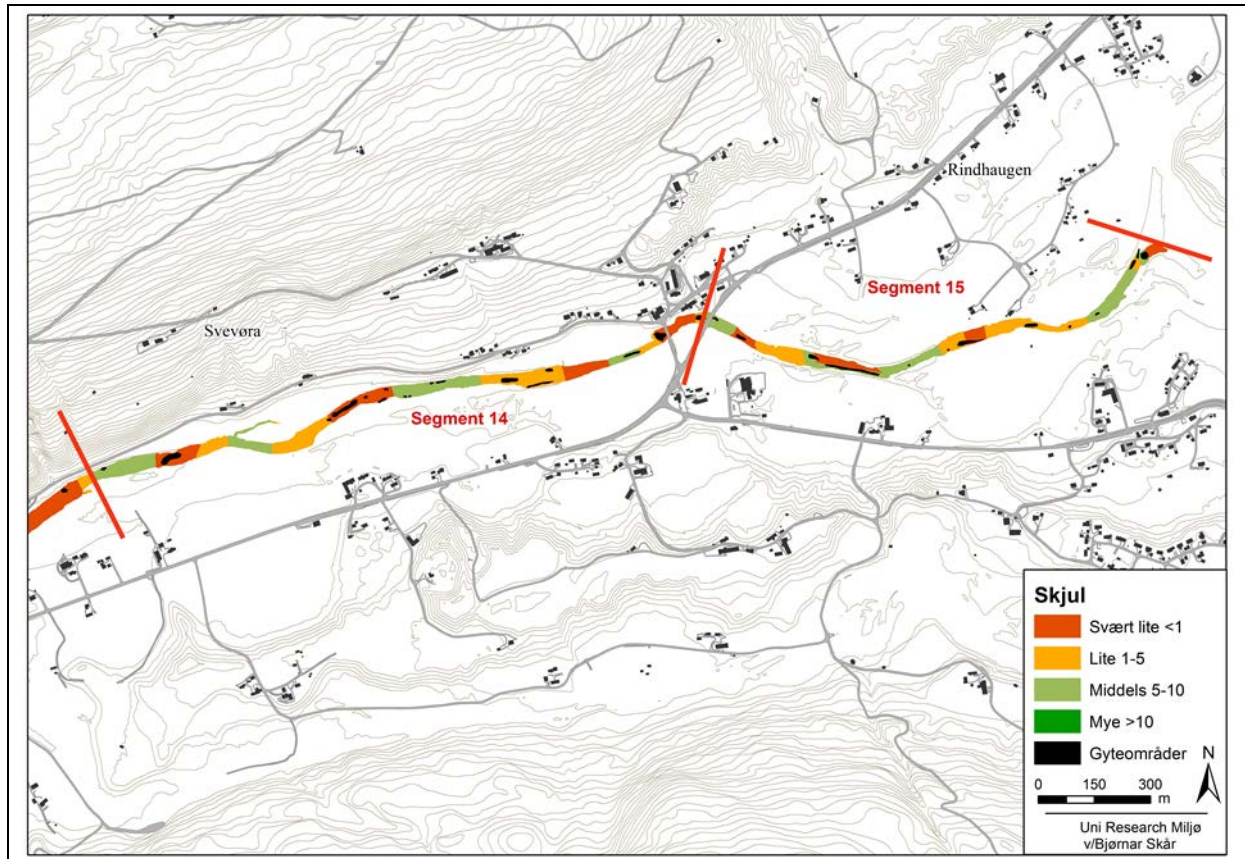 Rindhaugen
Segment 15
Svevøra
Segment 14
Skjul
Svært lite <1
Lite 1-5
Middels 5-10
Mye >10
Gyteområder
N
0 150 300
m
Uni Research Miljø
v/Bjørnar Skår